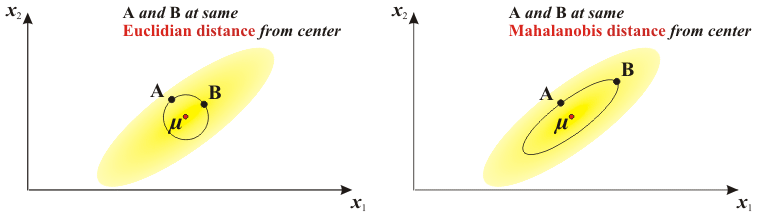 x₂
A and B at same
Euclidian distance from center
A
B
μ
x₁
x₂
A and B at same
Mahalanobis distance from center
A
B
μ
x₁